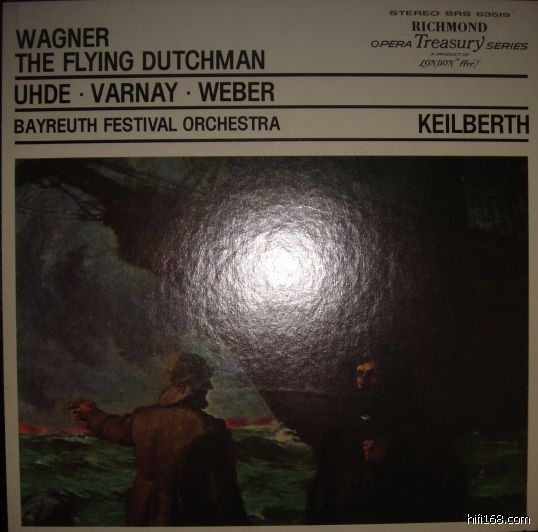 STEREO SRS 63519
RICHMOND
OPERA Treasury SERIES
A PRODUCT OF
LONDON ffrr
WAGNER
THE FLYING DUTCHMAN
UHDE · VARNAY · WEBER
BAYREUTH FESTIVAL ORCHESTRA KEILBERTH
hifi168.com